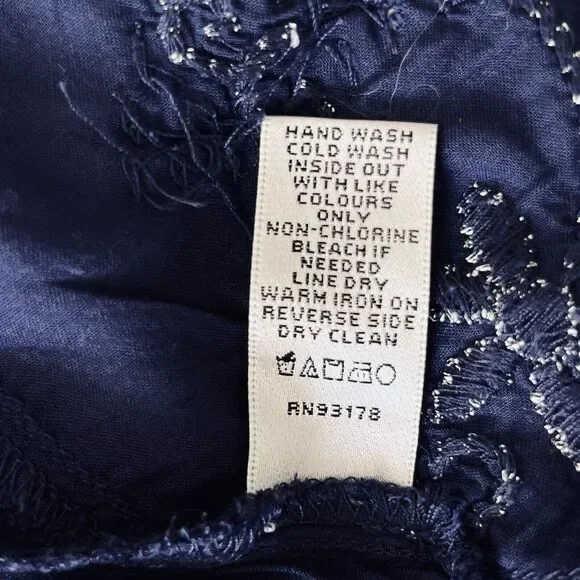 HAND WASH
COLD WASH
INSIDE OUT
WITH LIKE
COLOURS
ONLY
NON-CHLORINE
BLEACH IF
NEEDED
LINE DRY
WARM IRON ON
REVERSE SIDE
DRY CLEAN
RN93178